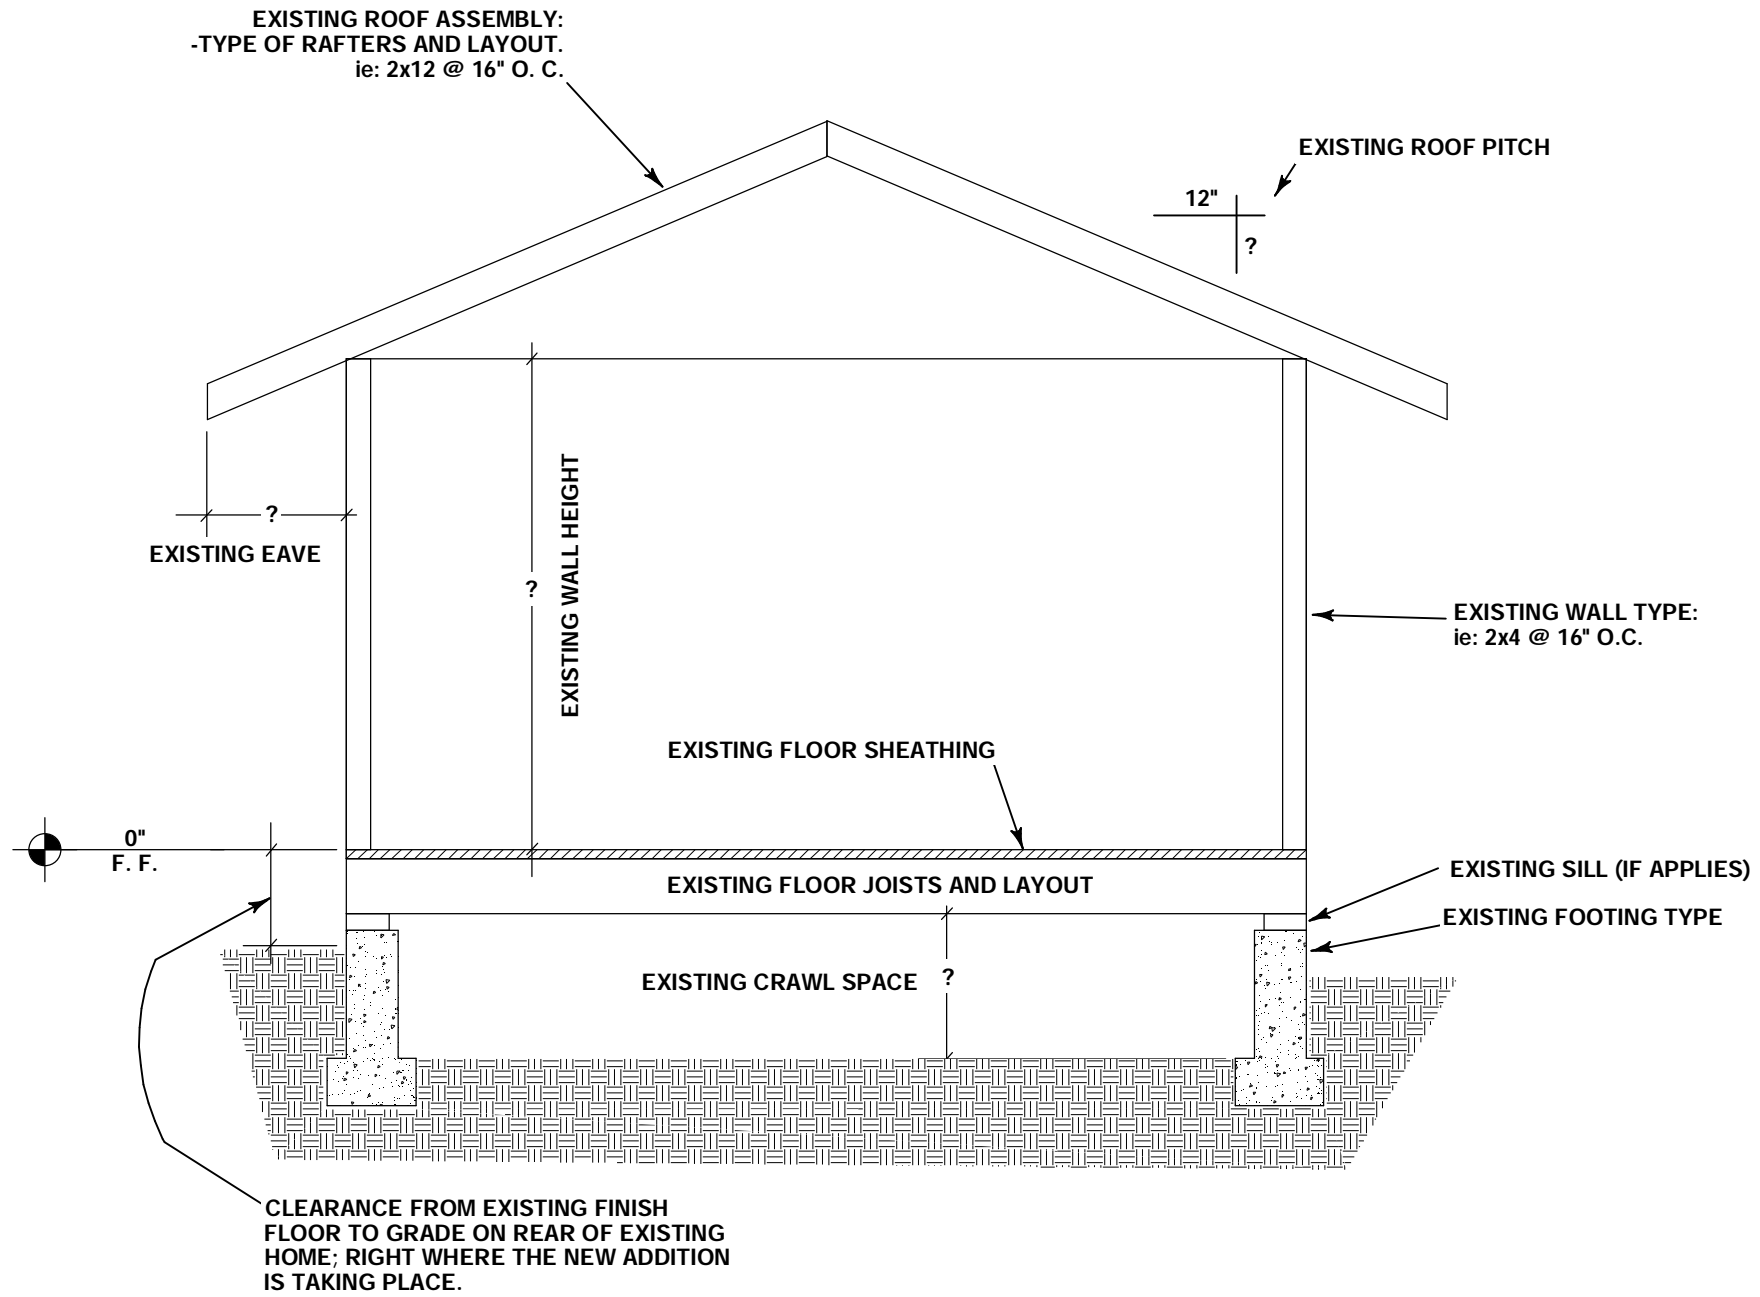 EXISTING ROOF ASSEMBLY:
-TYPE OF RAFTERS AND LAYOUT.
ie: 2x12 @ 16" O. C.
EXISTING ROOF PITCH
12"
?
?
EXISTING EAVE
EXISTING WALL HEIGHT
?
EXISTING WALL TYPE:
ie: 2x4 @ 16" O.C.
EXISTING FLOOR SHEATHING
0"
F. F.
EXISTING FLOOR JOISTS AND LAYOUT
EXISTING SILL (IF APPLIES)
EXISTING FOOTING TYPE
EXISTING CRAWL SPACE
?
CLEARANCE FROM EXISTING FINISH
FLOOR TO GRADE ON REAR OF EXISTING
HOME; RIGHT WHERE THE NEW ADDITION
IS TAKING PLACE.